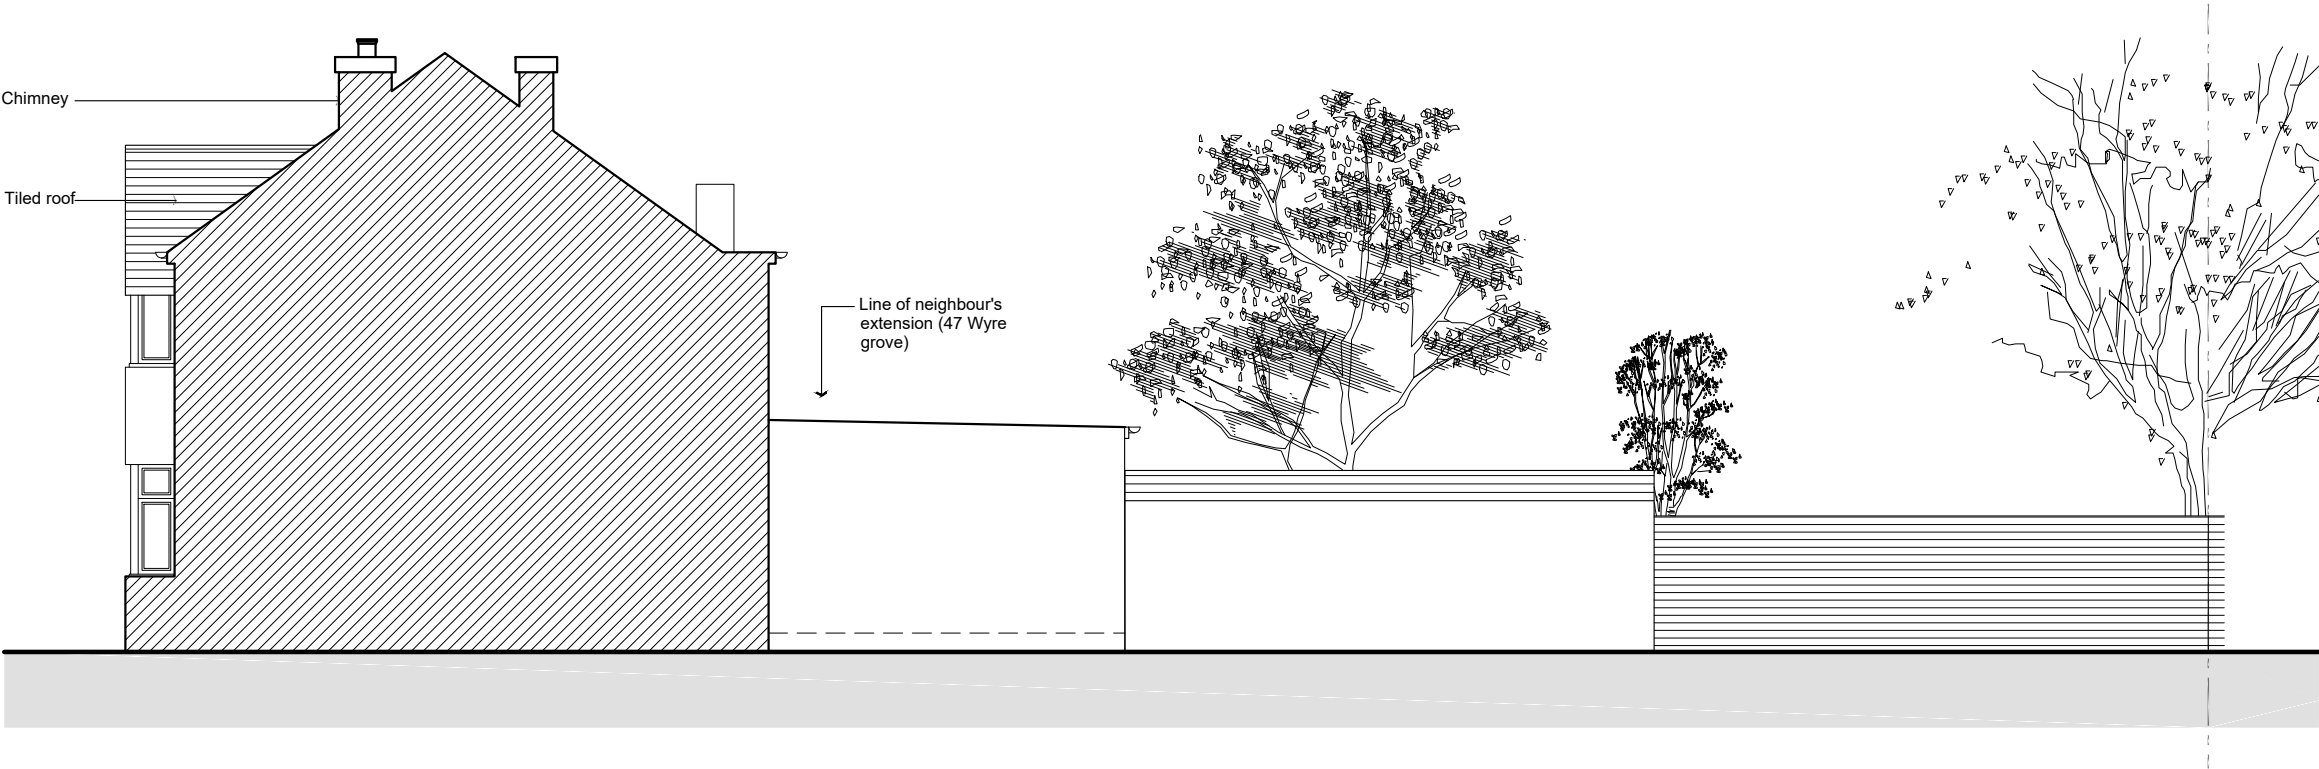 Chimney
Tiled roof
Line of neighbour's
extension (47 Wyre
grove)